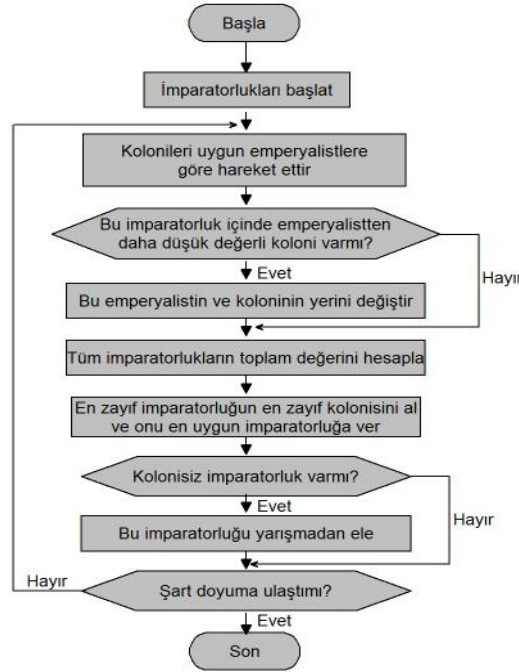 Başla
İmparatorlukları başlat
Kolonileri uygun emperyalistlere
göre hareket ettir
Bu imparatorluk içinde emperyalistten
daha düşük değerli koloni varmı?
Evet
Hayır
Bu emperyalistin ve koloninin yerini değiştir
Tüm imparatorlukların toplam değerini hesapla
En zayıf imparatorluğun en zayıf kolonisini al
ve onu en uygun imparatorluğa ver
Kolonisiz imparatorluk varmı?
Evet
Hayır
Bu imparatorluğu yarışmadan ele
Hayır
Şart doyuma ulaştımı?
Evet
Son